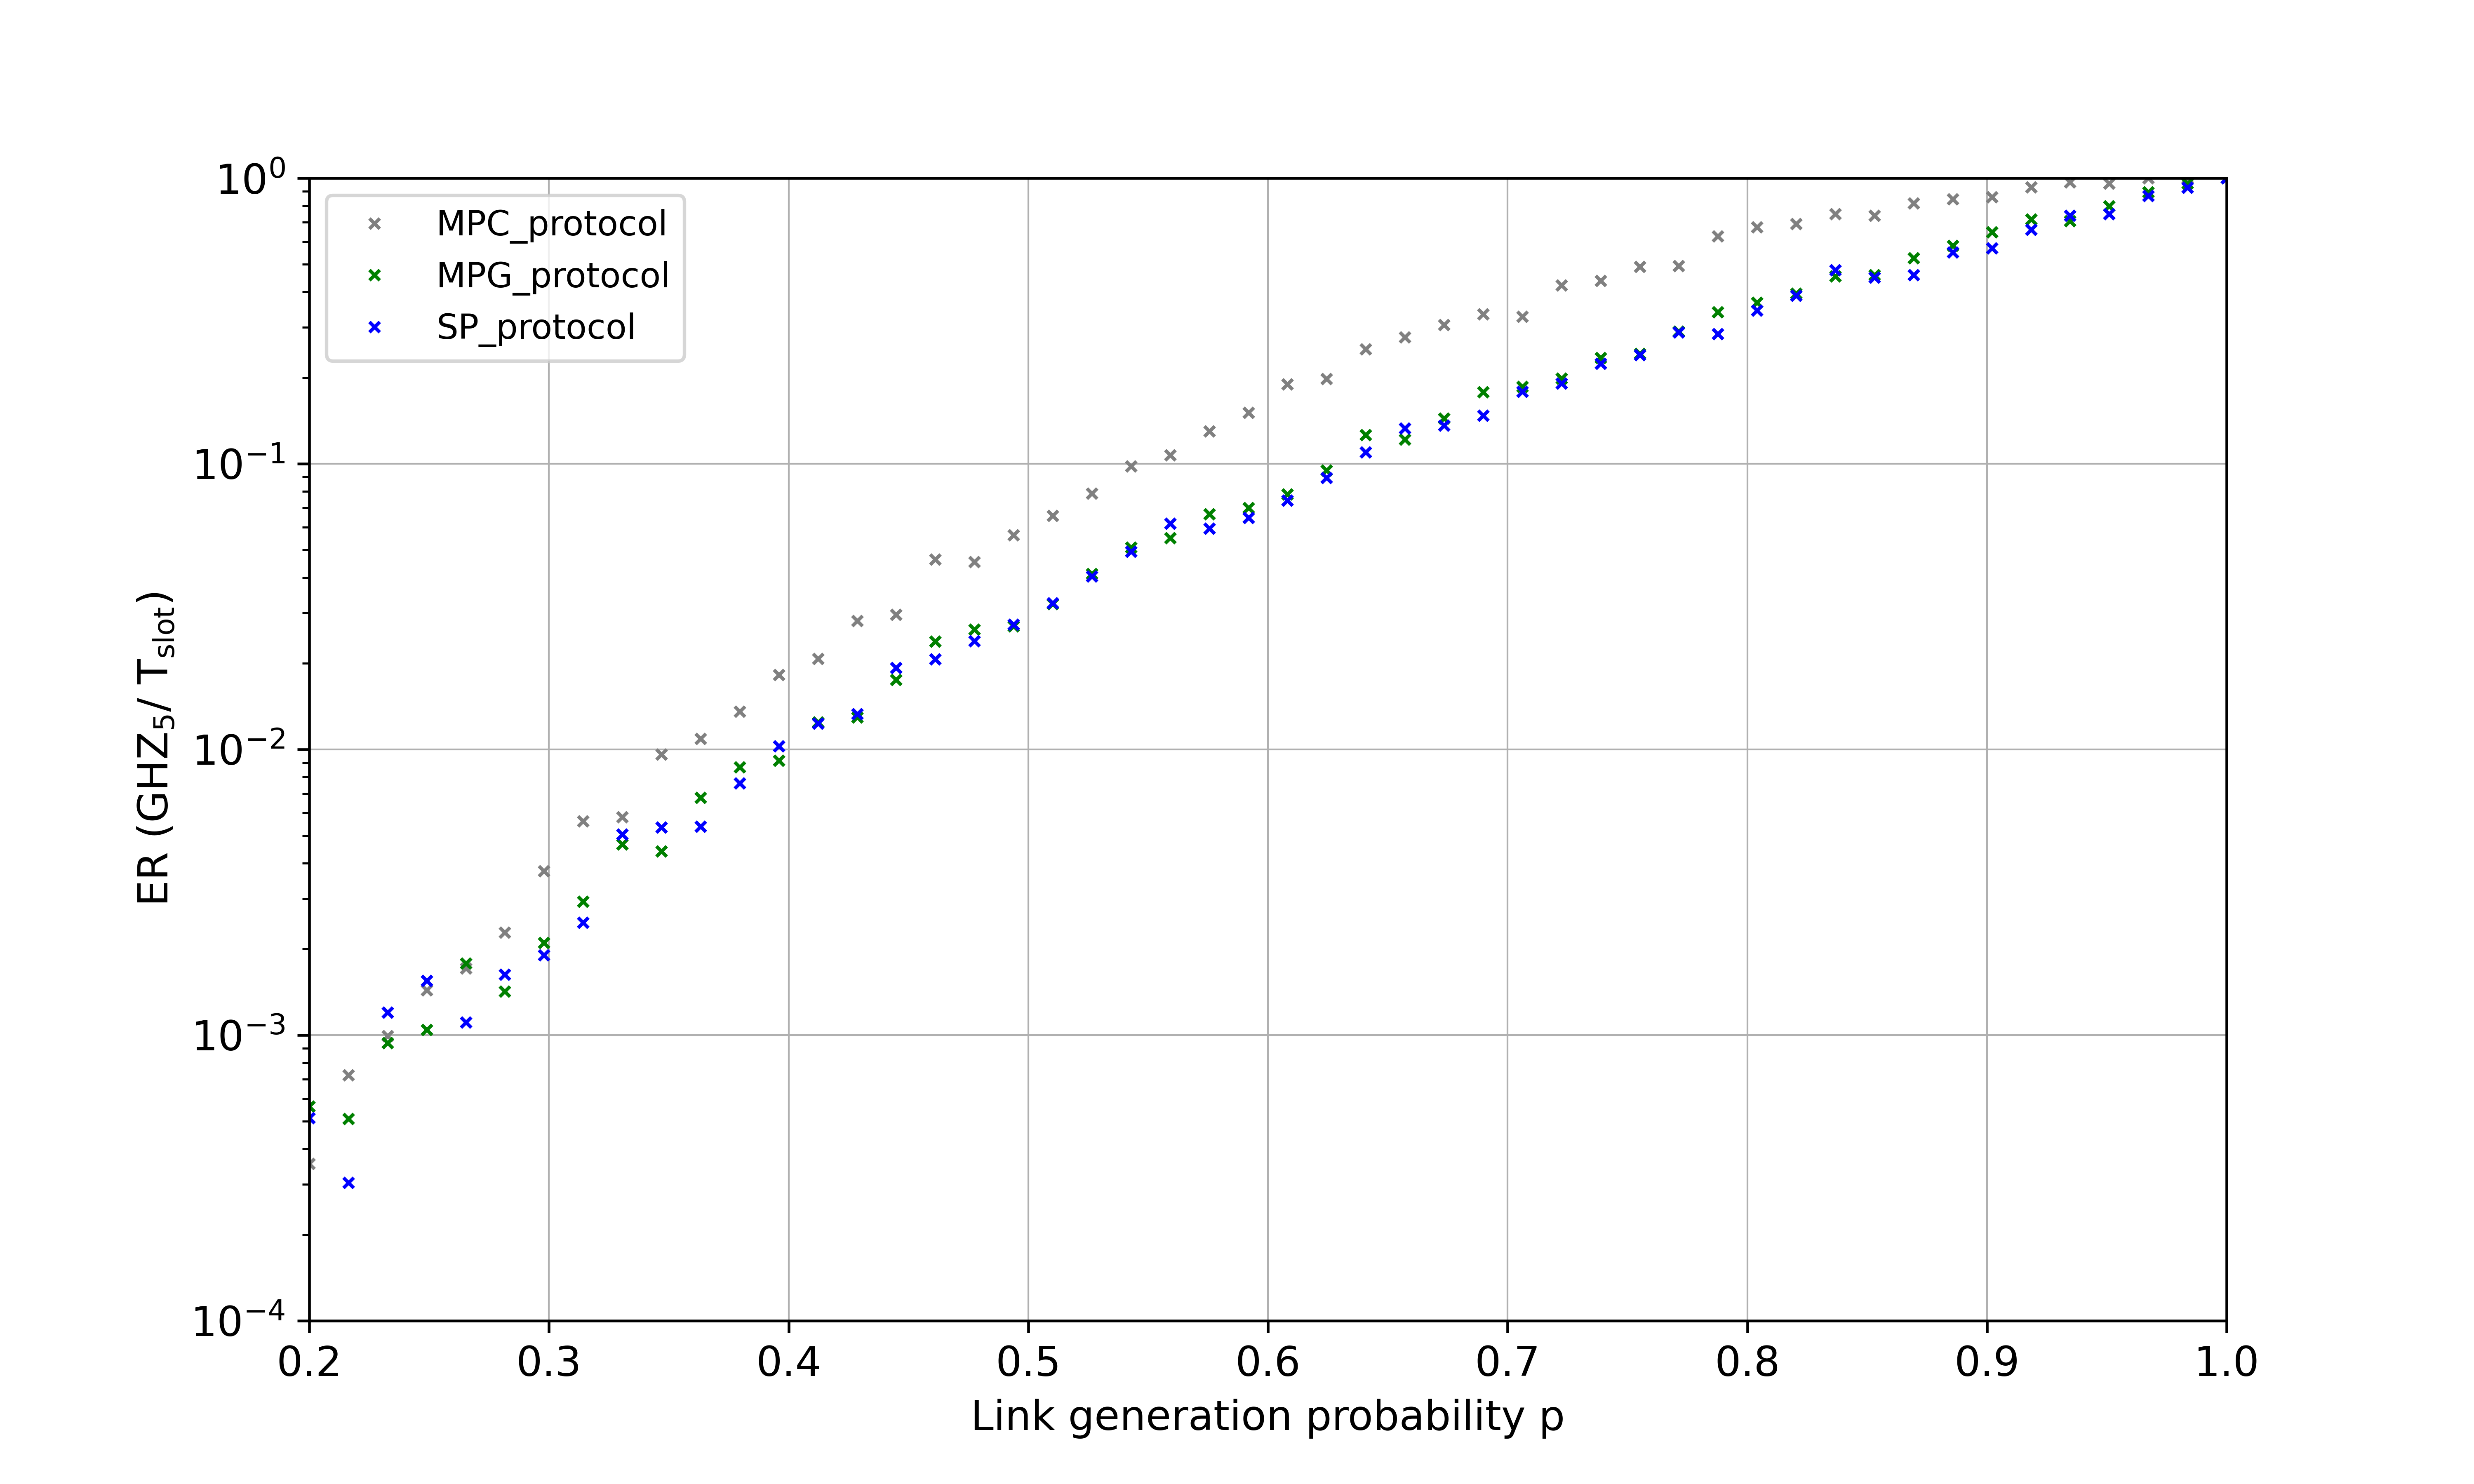 10⁰
10⁻¹
10⁻²
10⁻³
10⁻⁴
ER (GHZ₅/ Tₛₗₒₜ)
MPC_protocol
MPG_protocol
SP_protocol
0.2 0.3 0.4 0.5 0.6 0.7 0.8 0.9 1.0
Link generation probability p